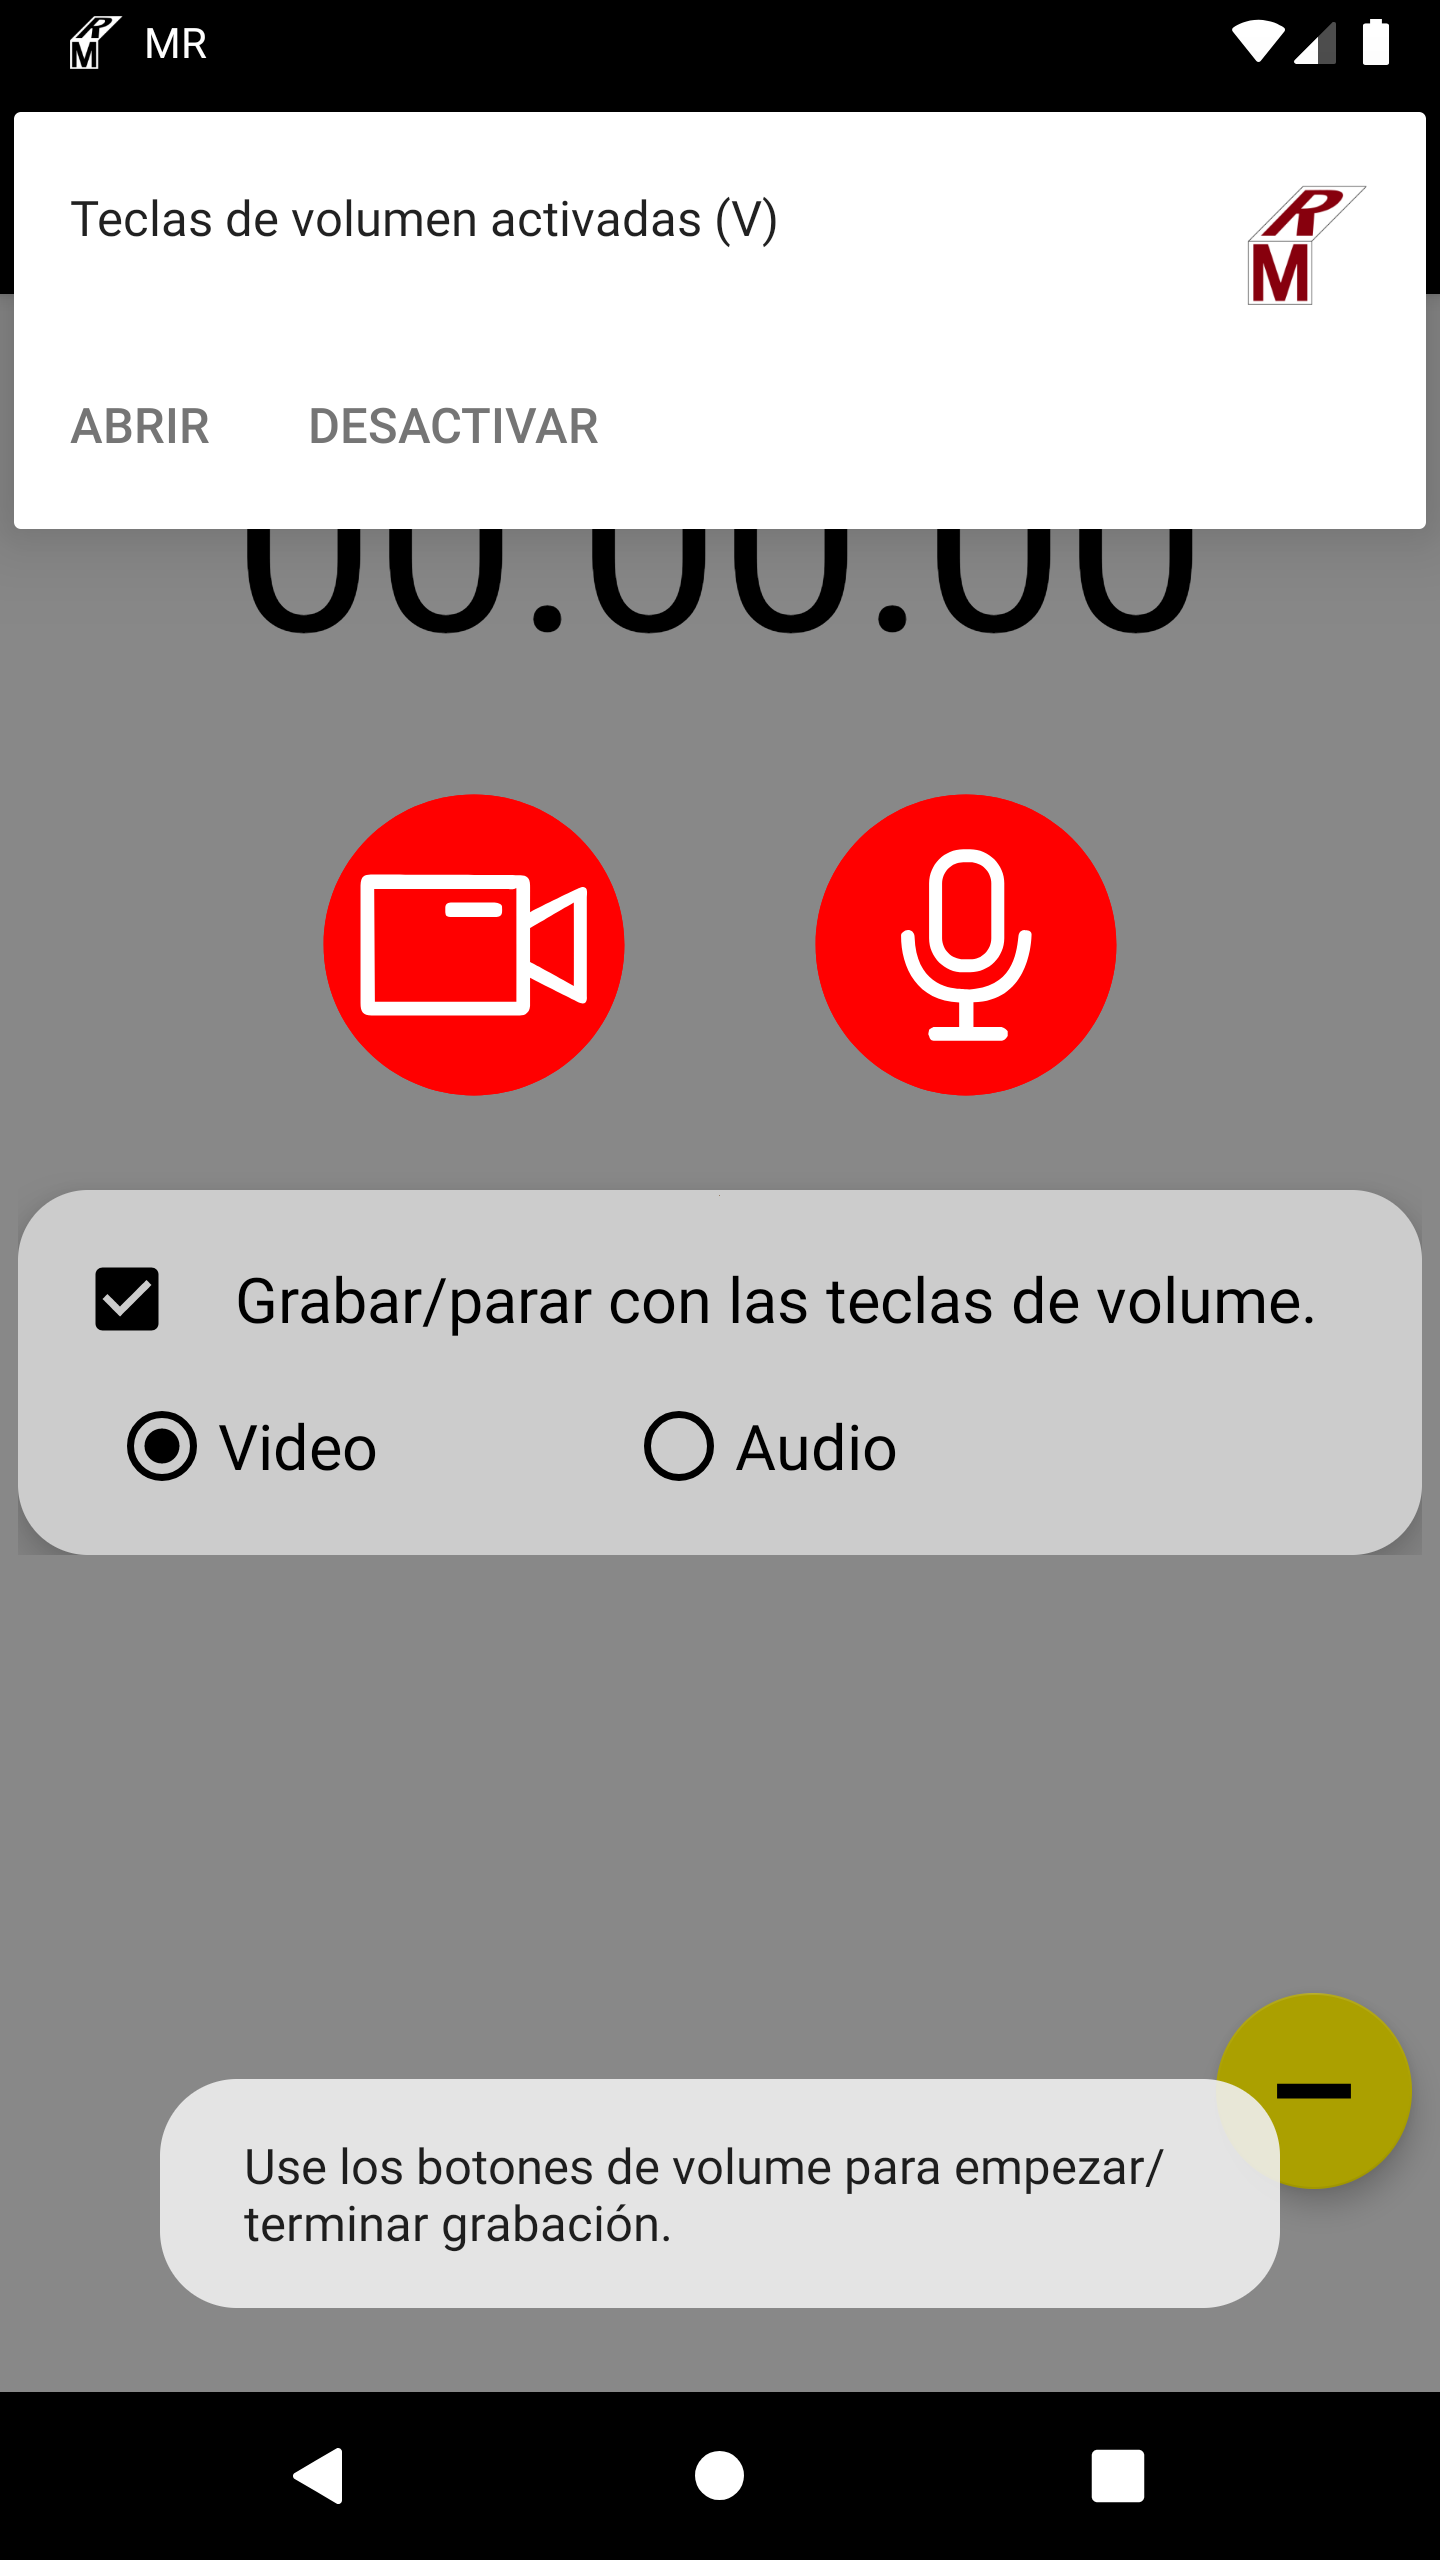 MR
Teclas de volumen activadas (V)
R
M
ABRIR DESACTIVAR
00.00.00
Grabar/parar con las teclas de volume.
Video Audio
Use los botones de volume para empezar/
terminar grabación.